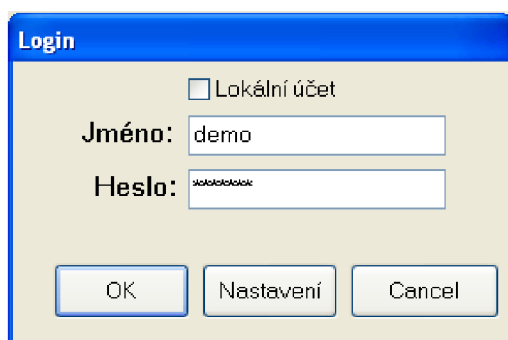 Login
Lokální účet
Jméno: demo
Heslo: ********
OK Nastavení Cancel